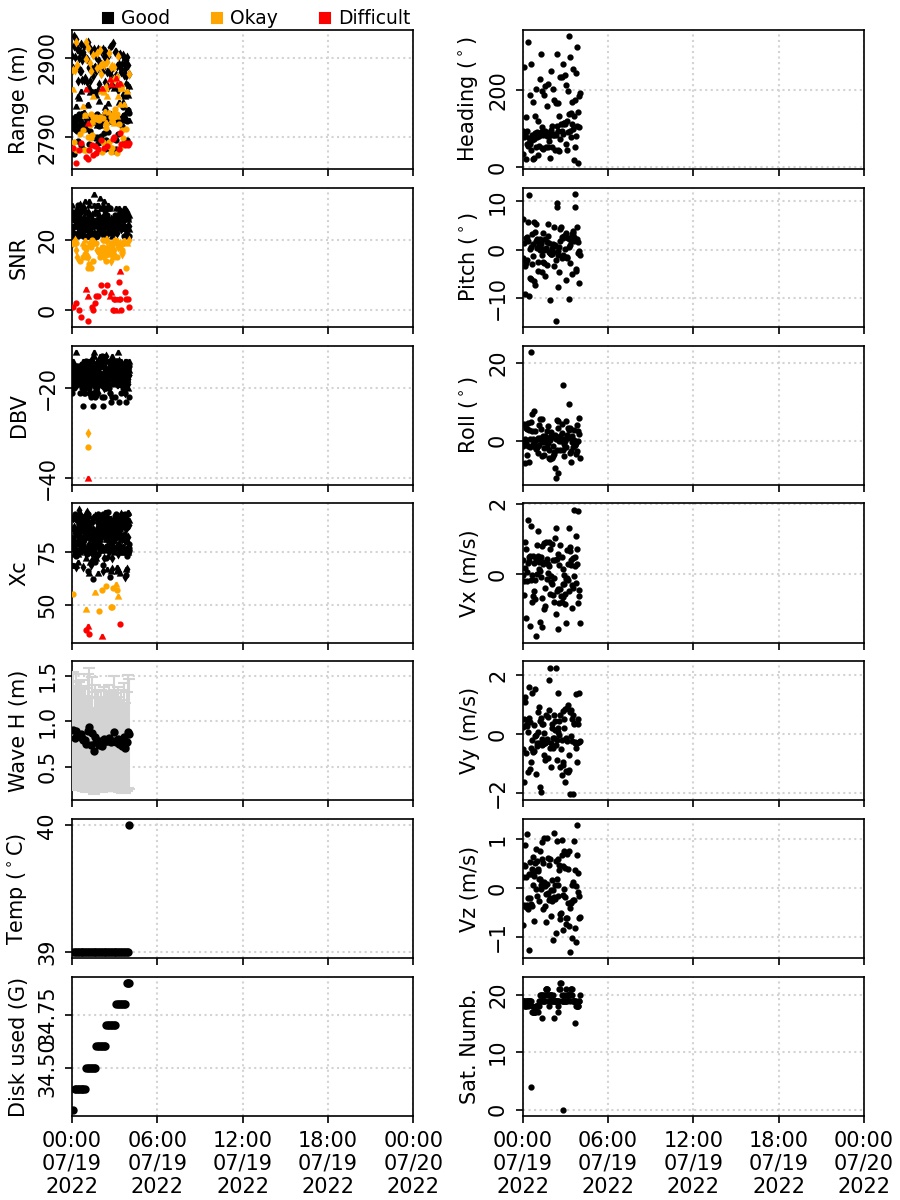 Good Okay Difficult
Range (m)
2900
2790
Heading (°)
200
0
SNR
20
0
Pitch (°)
10
0
−10
DBV
−20
−40
Roll (°)
20
0
Xc
75
50
Vx (m/s)
2
0
Wave H (m)
1.5
1.0
0.5
Vy (m/s)
2
0
−2
Temp (°C)
40
39
Vz (m/s)
1
0
−1
Disk used (G)
34.75
34.50
Sat. Numb.
20
10
0
00:00 06:00 12:00 18:00 00:00
07/19 07/19 07/19 07/19 07/20
2022 2022 2022 2022 2022
00:00 06:00 12:00 18:00 00:00
07/19 07/19 07/19 07/19 07/20
2022 2022 2022 2022 2022